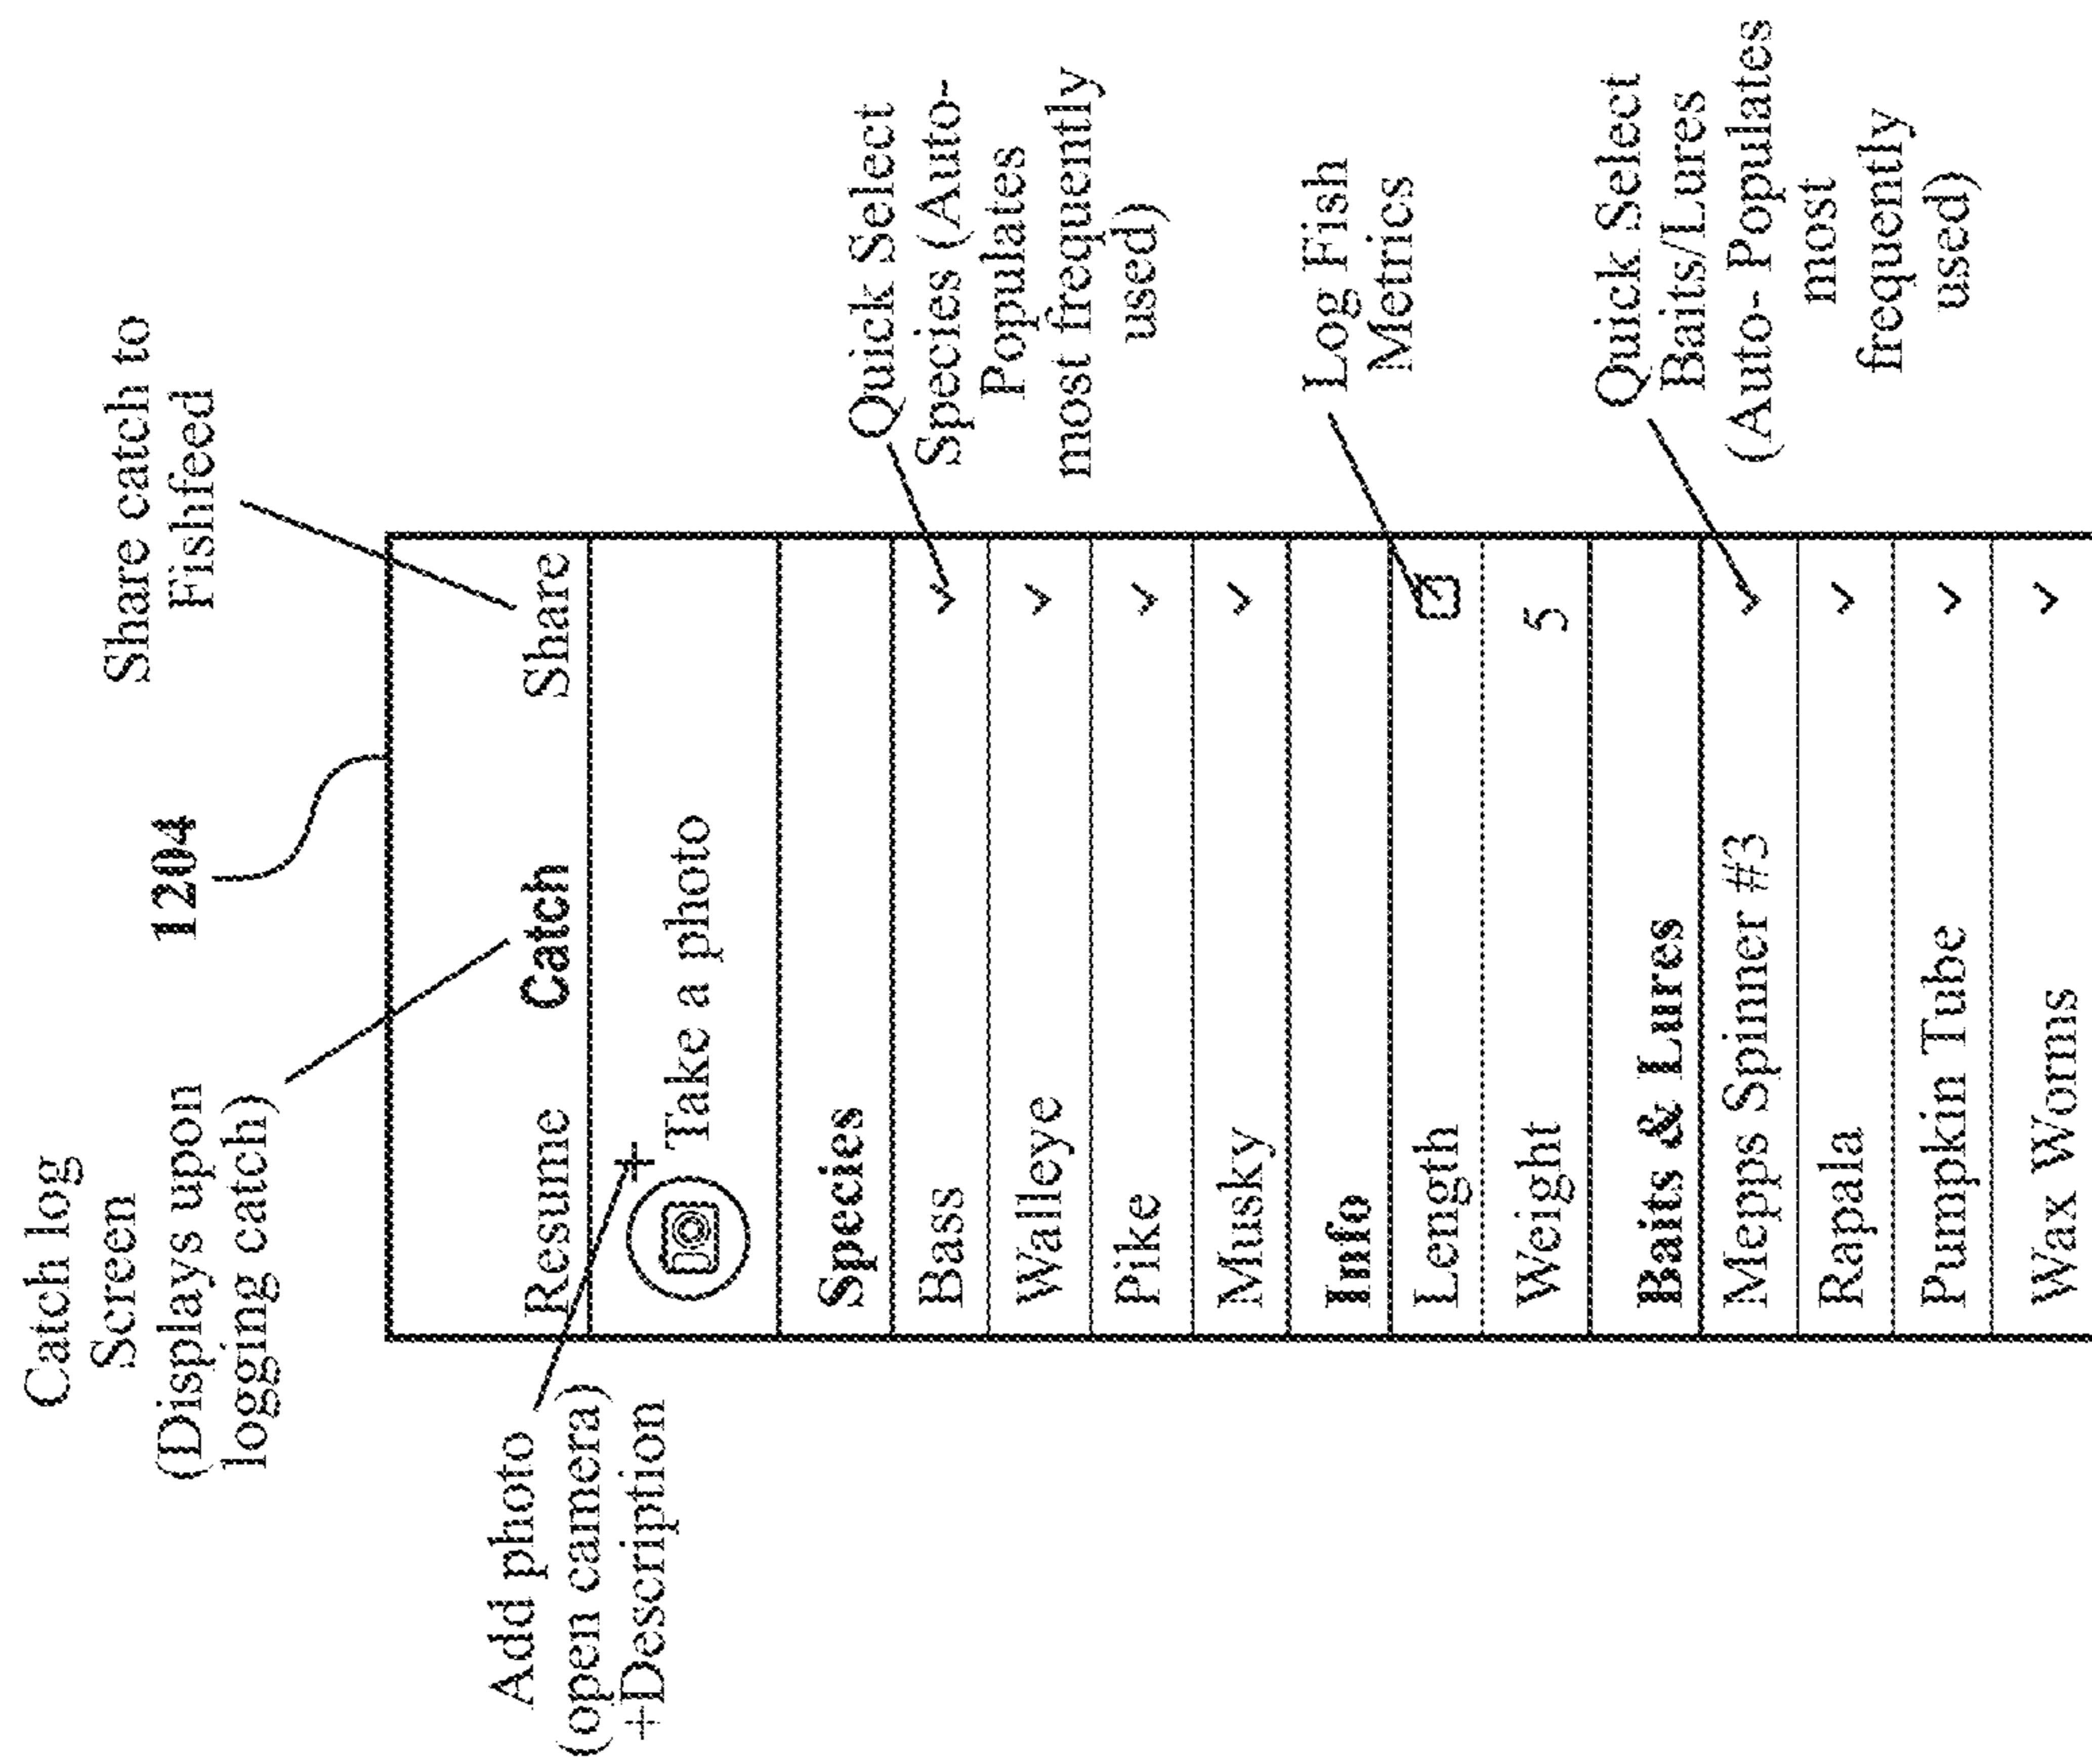 Catch log
Screen
(Displays upon
logging catch)
1204
Share catch to
Fishfeed
Add photo
(open camera)
+Description
Resume Catch Share
+
Take a photo
Species
Bass
Walleye
Pike
Musky
Quick Select
Species (Auto-
Populates
most frequently
used)
Info
Length
Weight 5
Log Fish
Metrics
Baits & Lures
Mepps Spinner #3
Rapala
Pumpkin Tube
Wax Woms
Quick Select
Baits/Lures
(Auto- Populates
most
frequently
used)